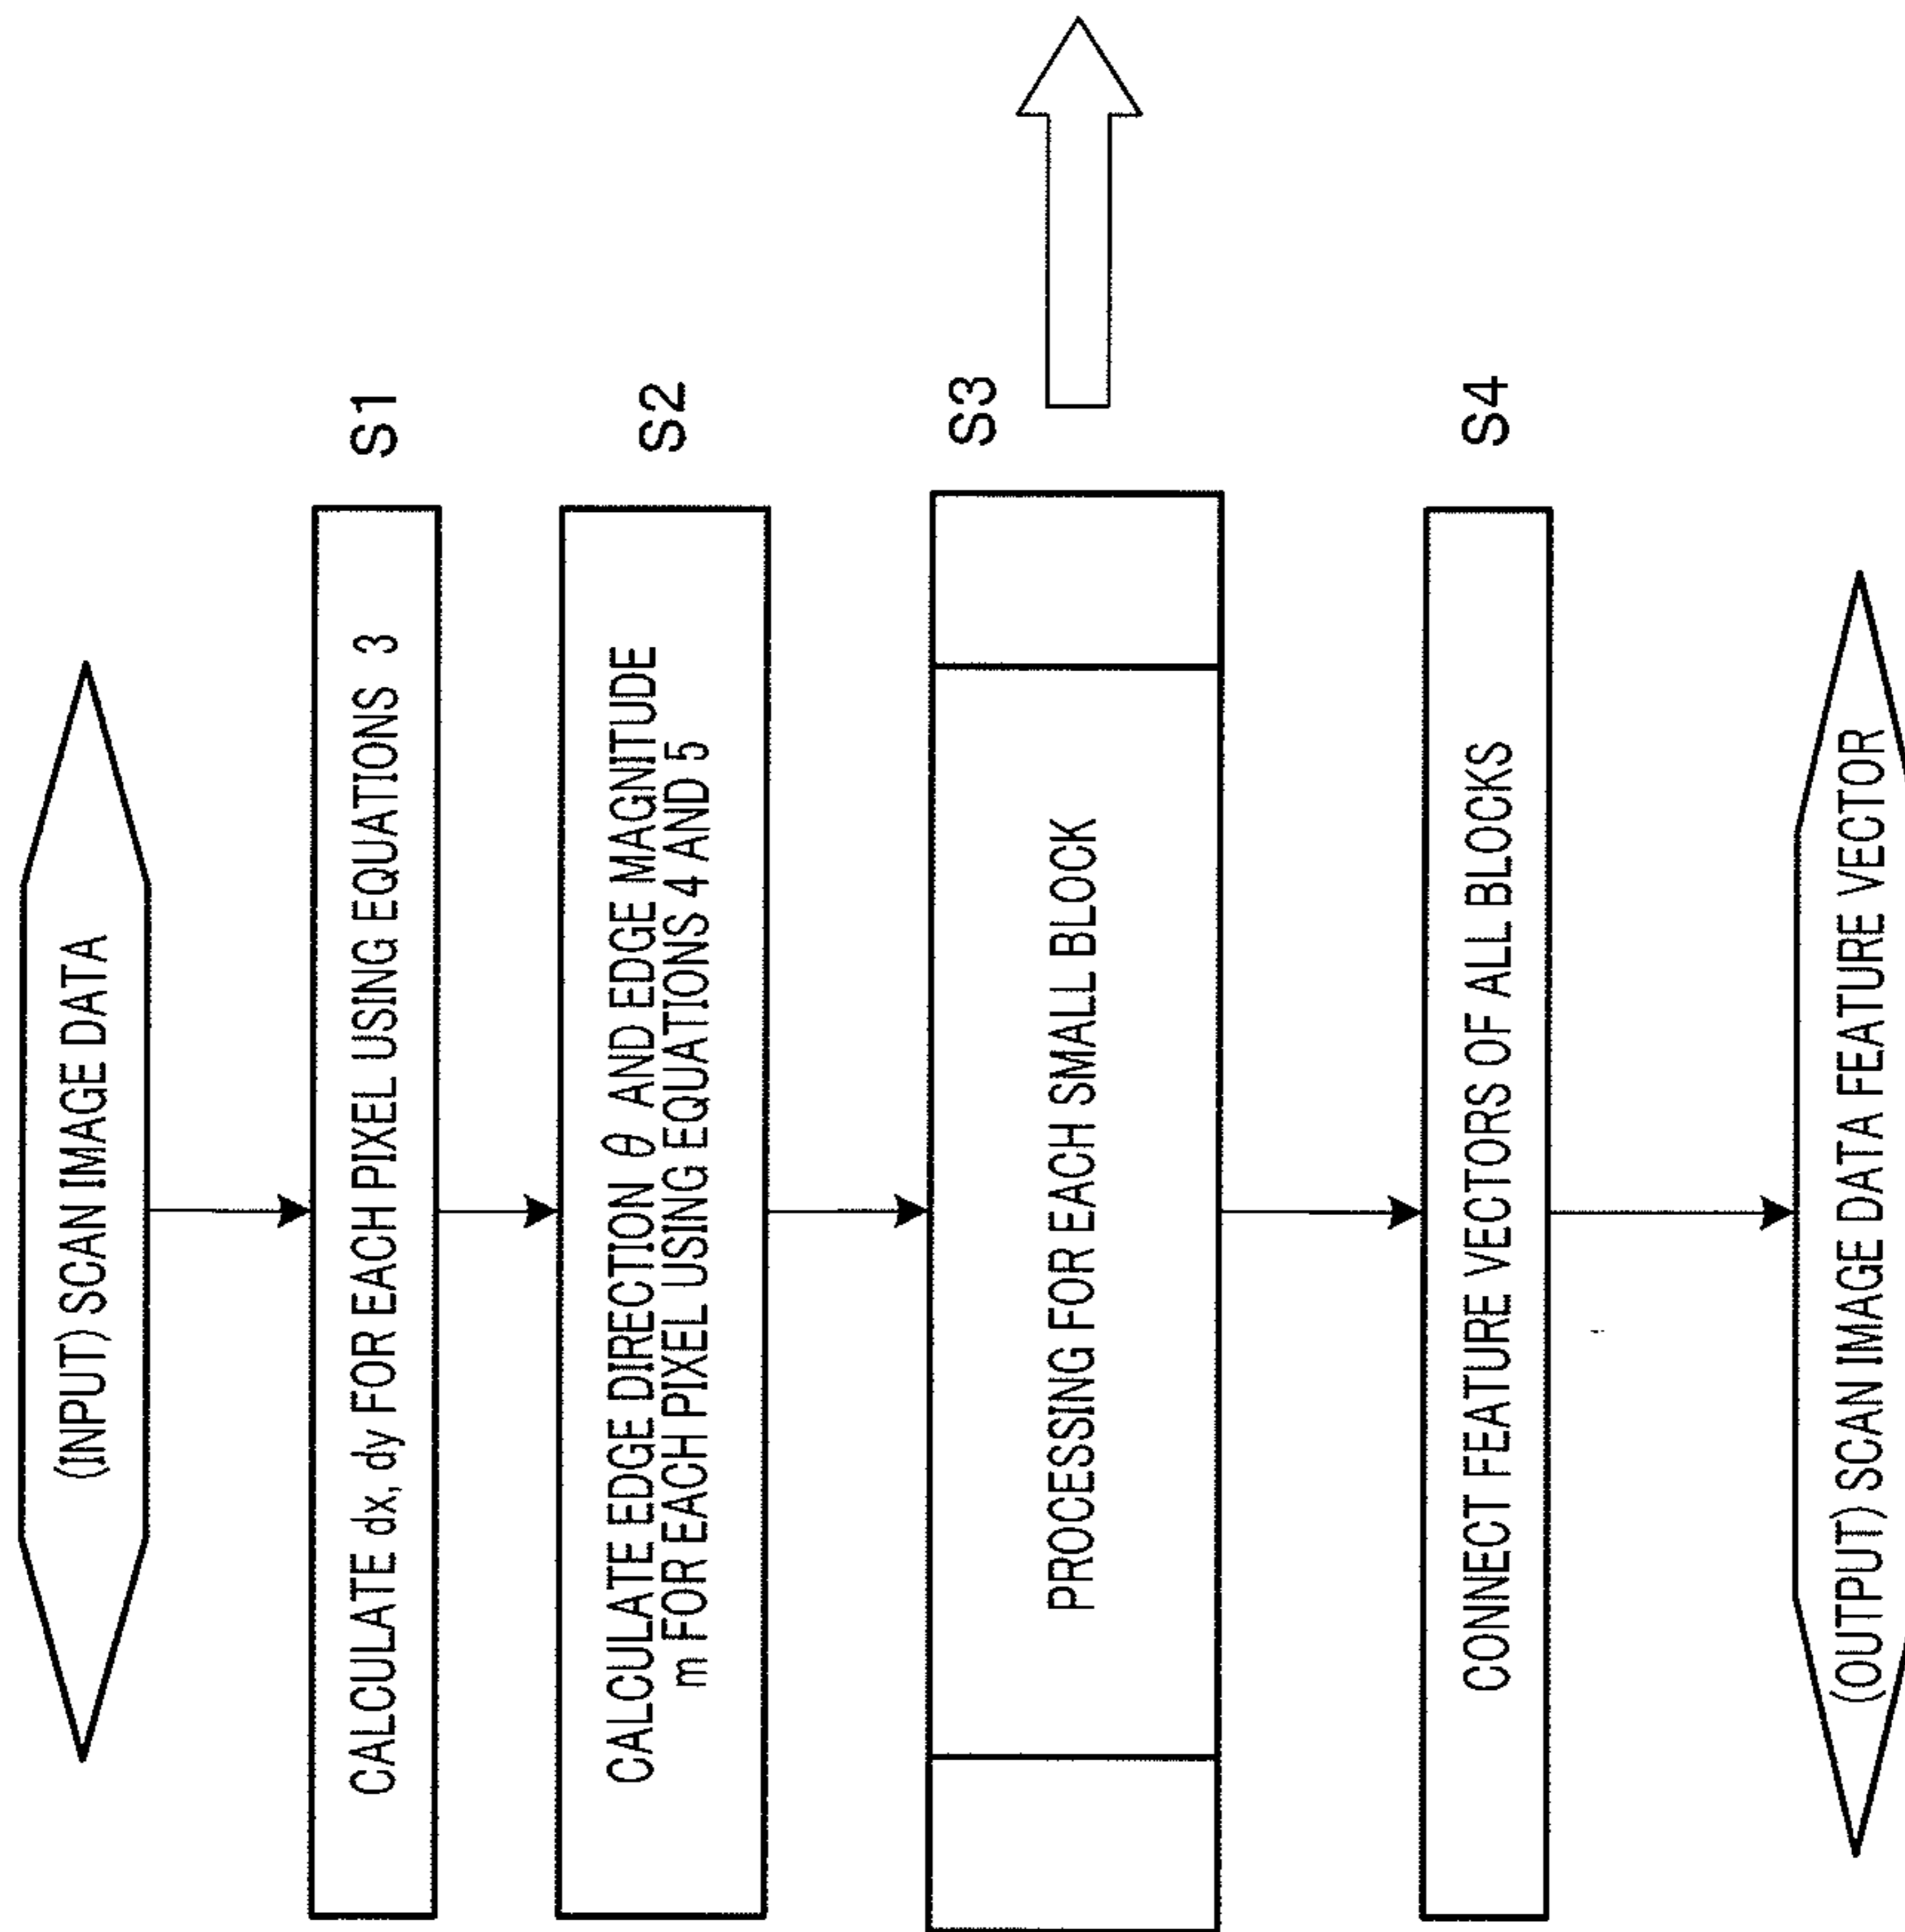 (INPUT) SCAN IMAGE DATA
CALCULATE dx, dy FOR EACH PIXEL USING EQUATIONS 3
S1
CALCULATE EDGE DIRECTION θ AND EDGE MAGNITUDE
m FOR EACH PIXEL USING EQUATIONS 4 AND 5
S2
PROCESSING FOR EACH SMALL BLOCK
S3
CONNECT FEATURE VECTORS OF ALL BLOCKS
S4
(OUTPUT) SCAN IMAGE DATA FEATURE VECTOR